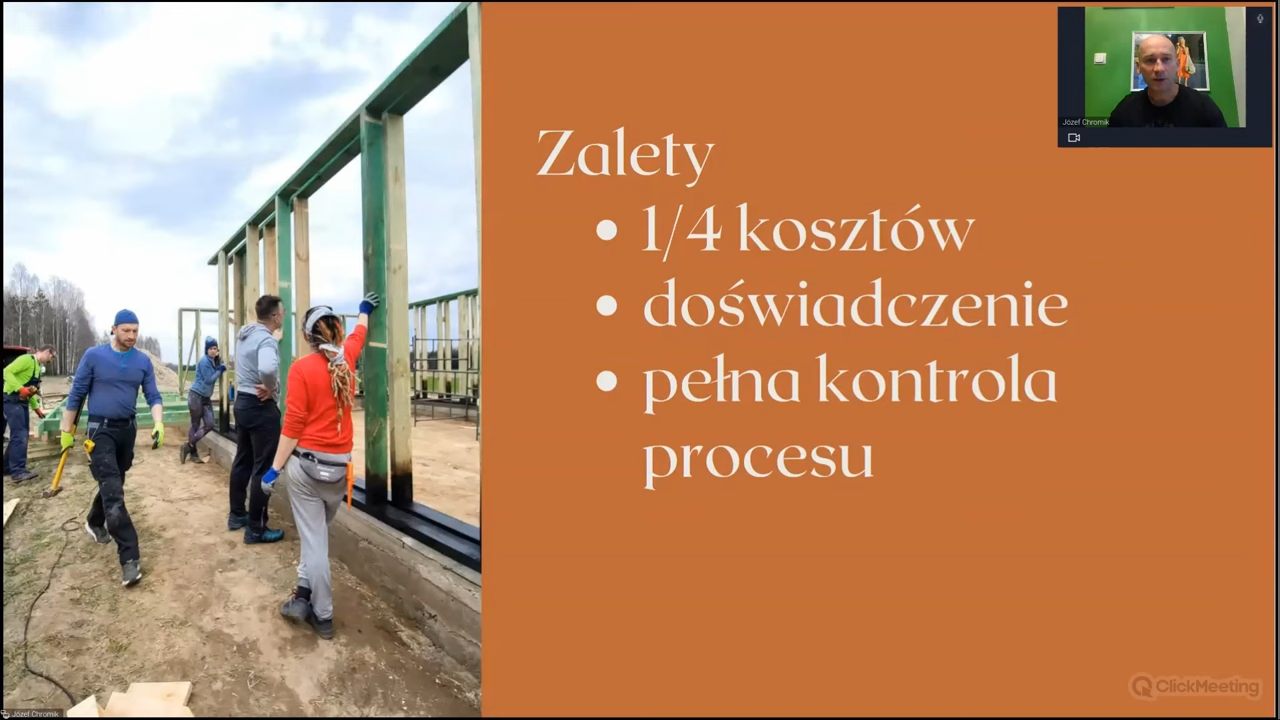 Zalety
1/4 kosztów
doświadczenie
pełna kontrola
procesu
Józef Chromik
ClickMeeting
Józef Chromik